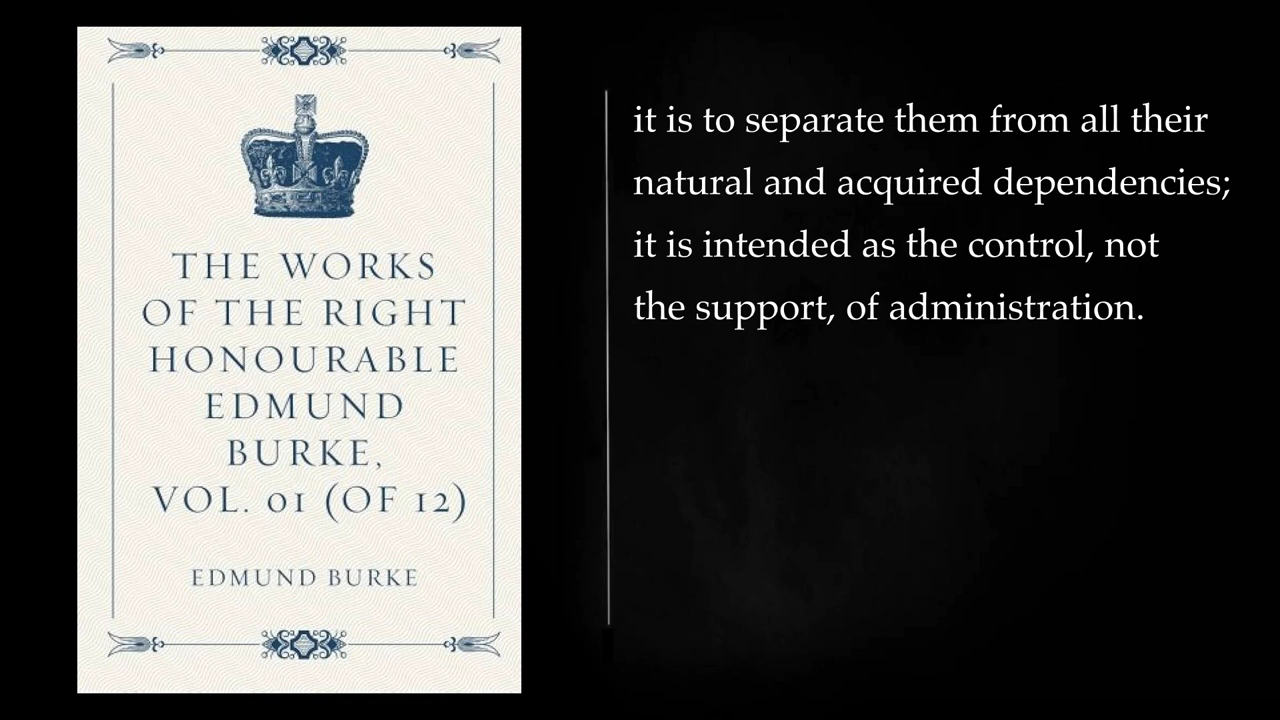 THE WORKS
OF THE RIGHT
HONOURABLE
EDMUND
BURKE,
VOL. 01 (OF 12)
EDMUND BURKE
it is to separate them from all their
natural and acquired dependencies;
it is intended as the control, not
the support, of administration.